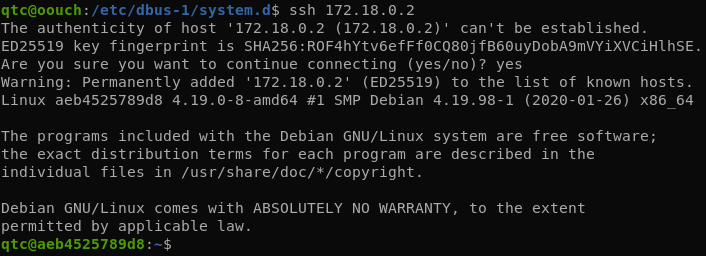 qtc@oouch:/etc/dbus-1/system.d$ ssh 172.18.0.2
The authenticity of host '172.18.0.2 (172.18.0.2)' can't be established.
ED25519 key fingerprint is SHA256:ROF4hYtv6efFf0CQ80jfB60uyDobA9mVYiXVCiHlhSE.
Are you sure you want to continue connecting (yes/no)? yes
Warning: Permanently added '172.18.0.2' (ED25519) to the list of known hosts.
Linux aeb4525789d8 4.19.0-8-amd64 #1 SMP Debian 4.19.98-1 (2020-01-26) x86_64
The programs included with the Debian GNU/Linux system are free software;
the exact distribution terms for each program are described in the
individual files in /usr/share/doc/*/copyright.
Debian GNU/Linux comes with ABSOLUTELY NO WARRANTY, to the extent
permitted by applicable law.
qtc@aeb4525789d8:~$